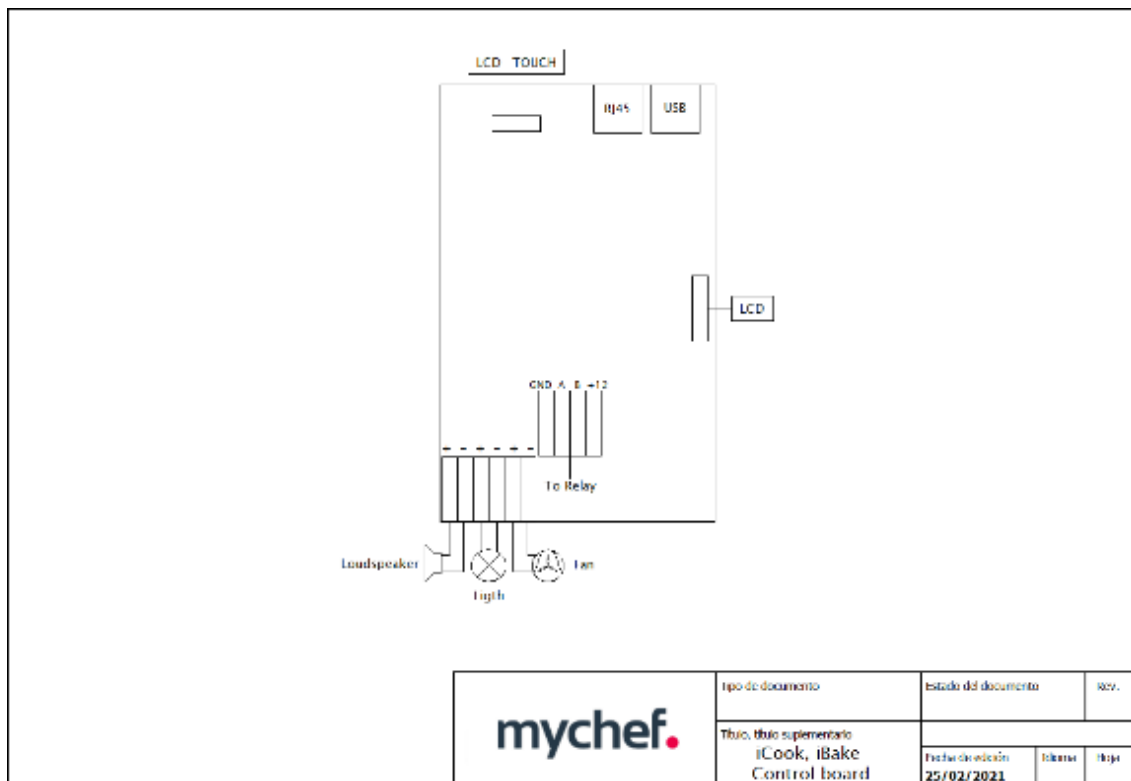 LCD TOUCH
RJ45 USB
LCD
GND A B +12
+ - + - + -
To Relay
Loudspeaker
Fan
Ligth
mychef.
Tipo de documento
Estado del documento
Rev.
Título, título suplementario
iCook, iBake
Control board
Fecha de edición
25/02/2021
Idioma
Hoja